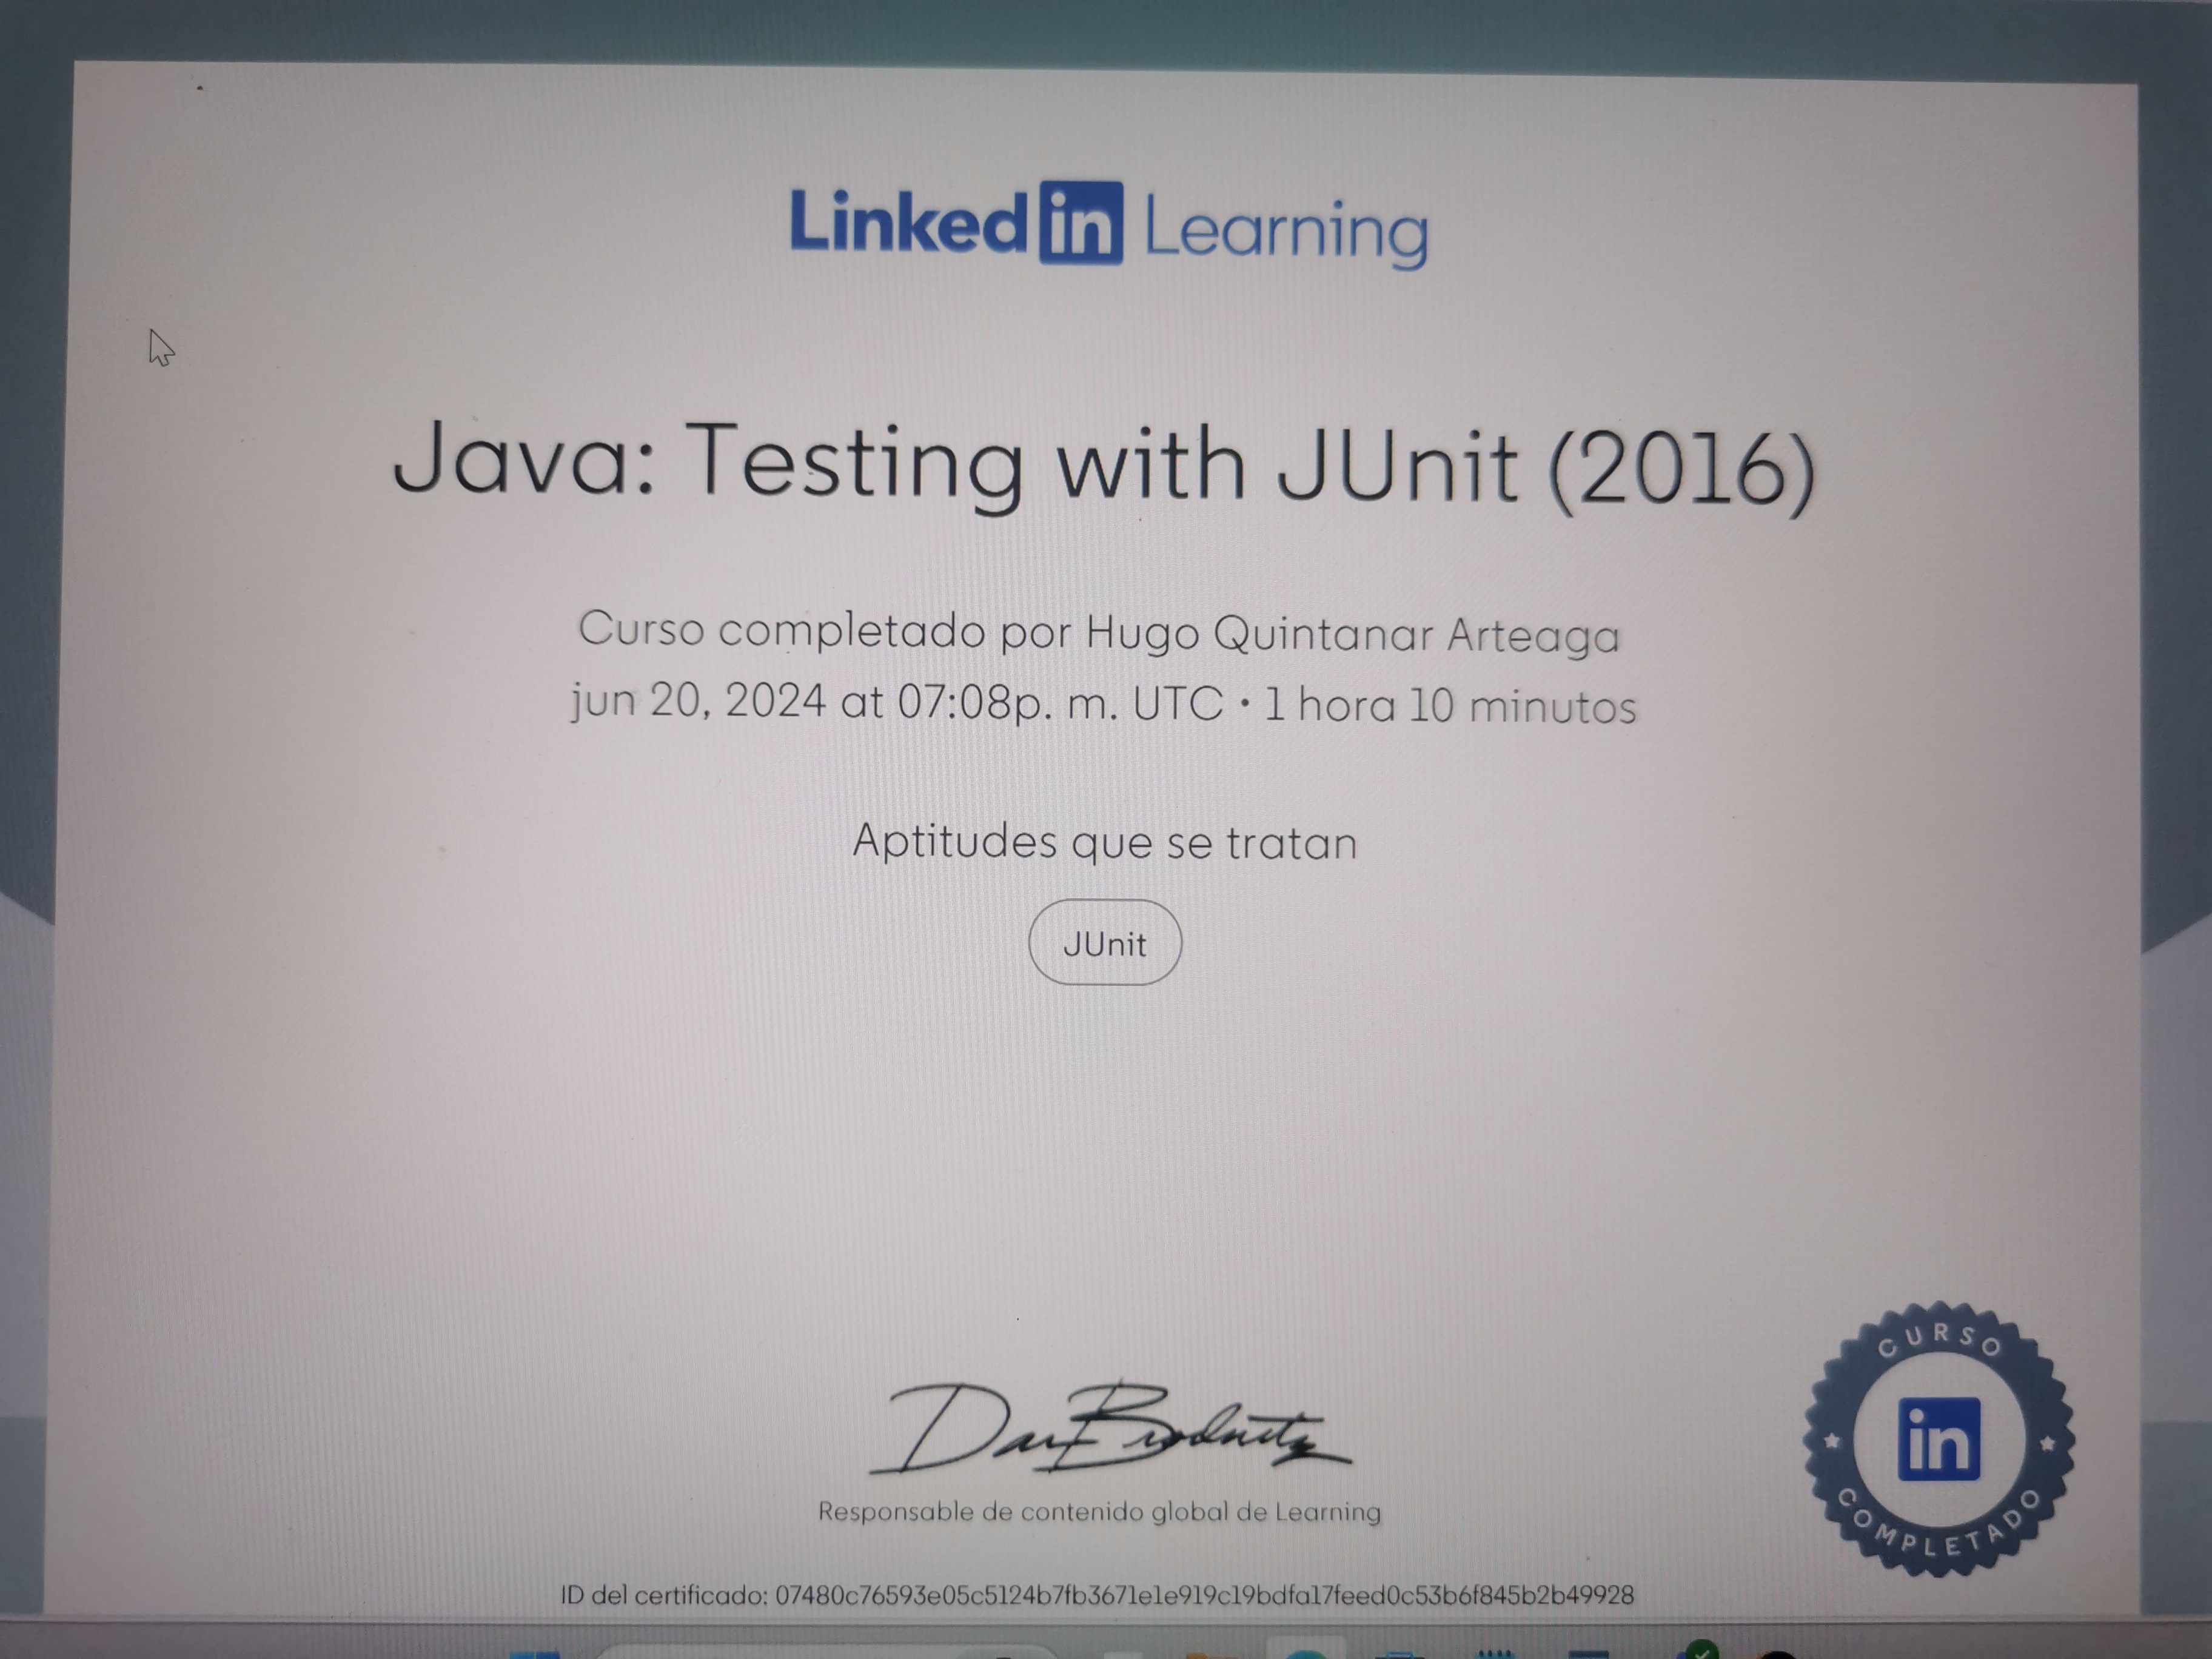 Linkedin Learning
Java: Testing with JUnit (2016)
Curso completado por Hugo Quintanar Arteaga
jun 20, 2024 at 07:08p. m. UTC • 1 hora 10 minutos
Aptitudes que se tratan
JUnit
Responsable de contenido global de Learning
ID del certificado: 07480c76593e05c5124b7fb3671e1e919c19bdfa17feed0c53b6f845b2b49928
CURSO
in
COMPLETADO